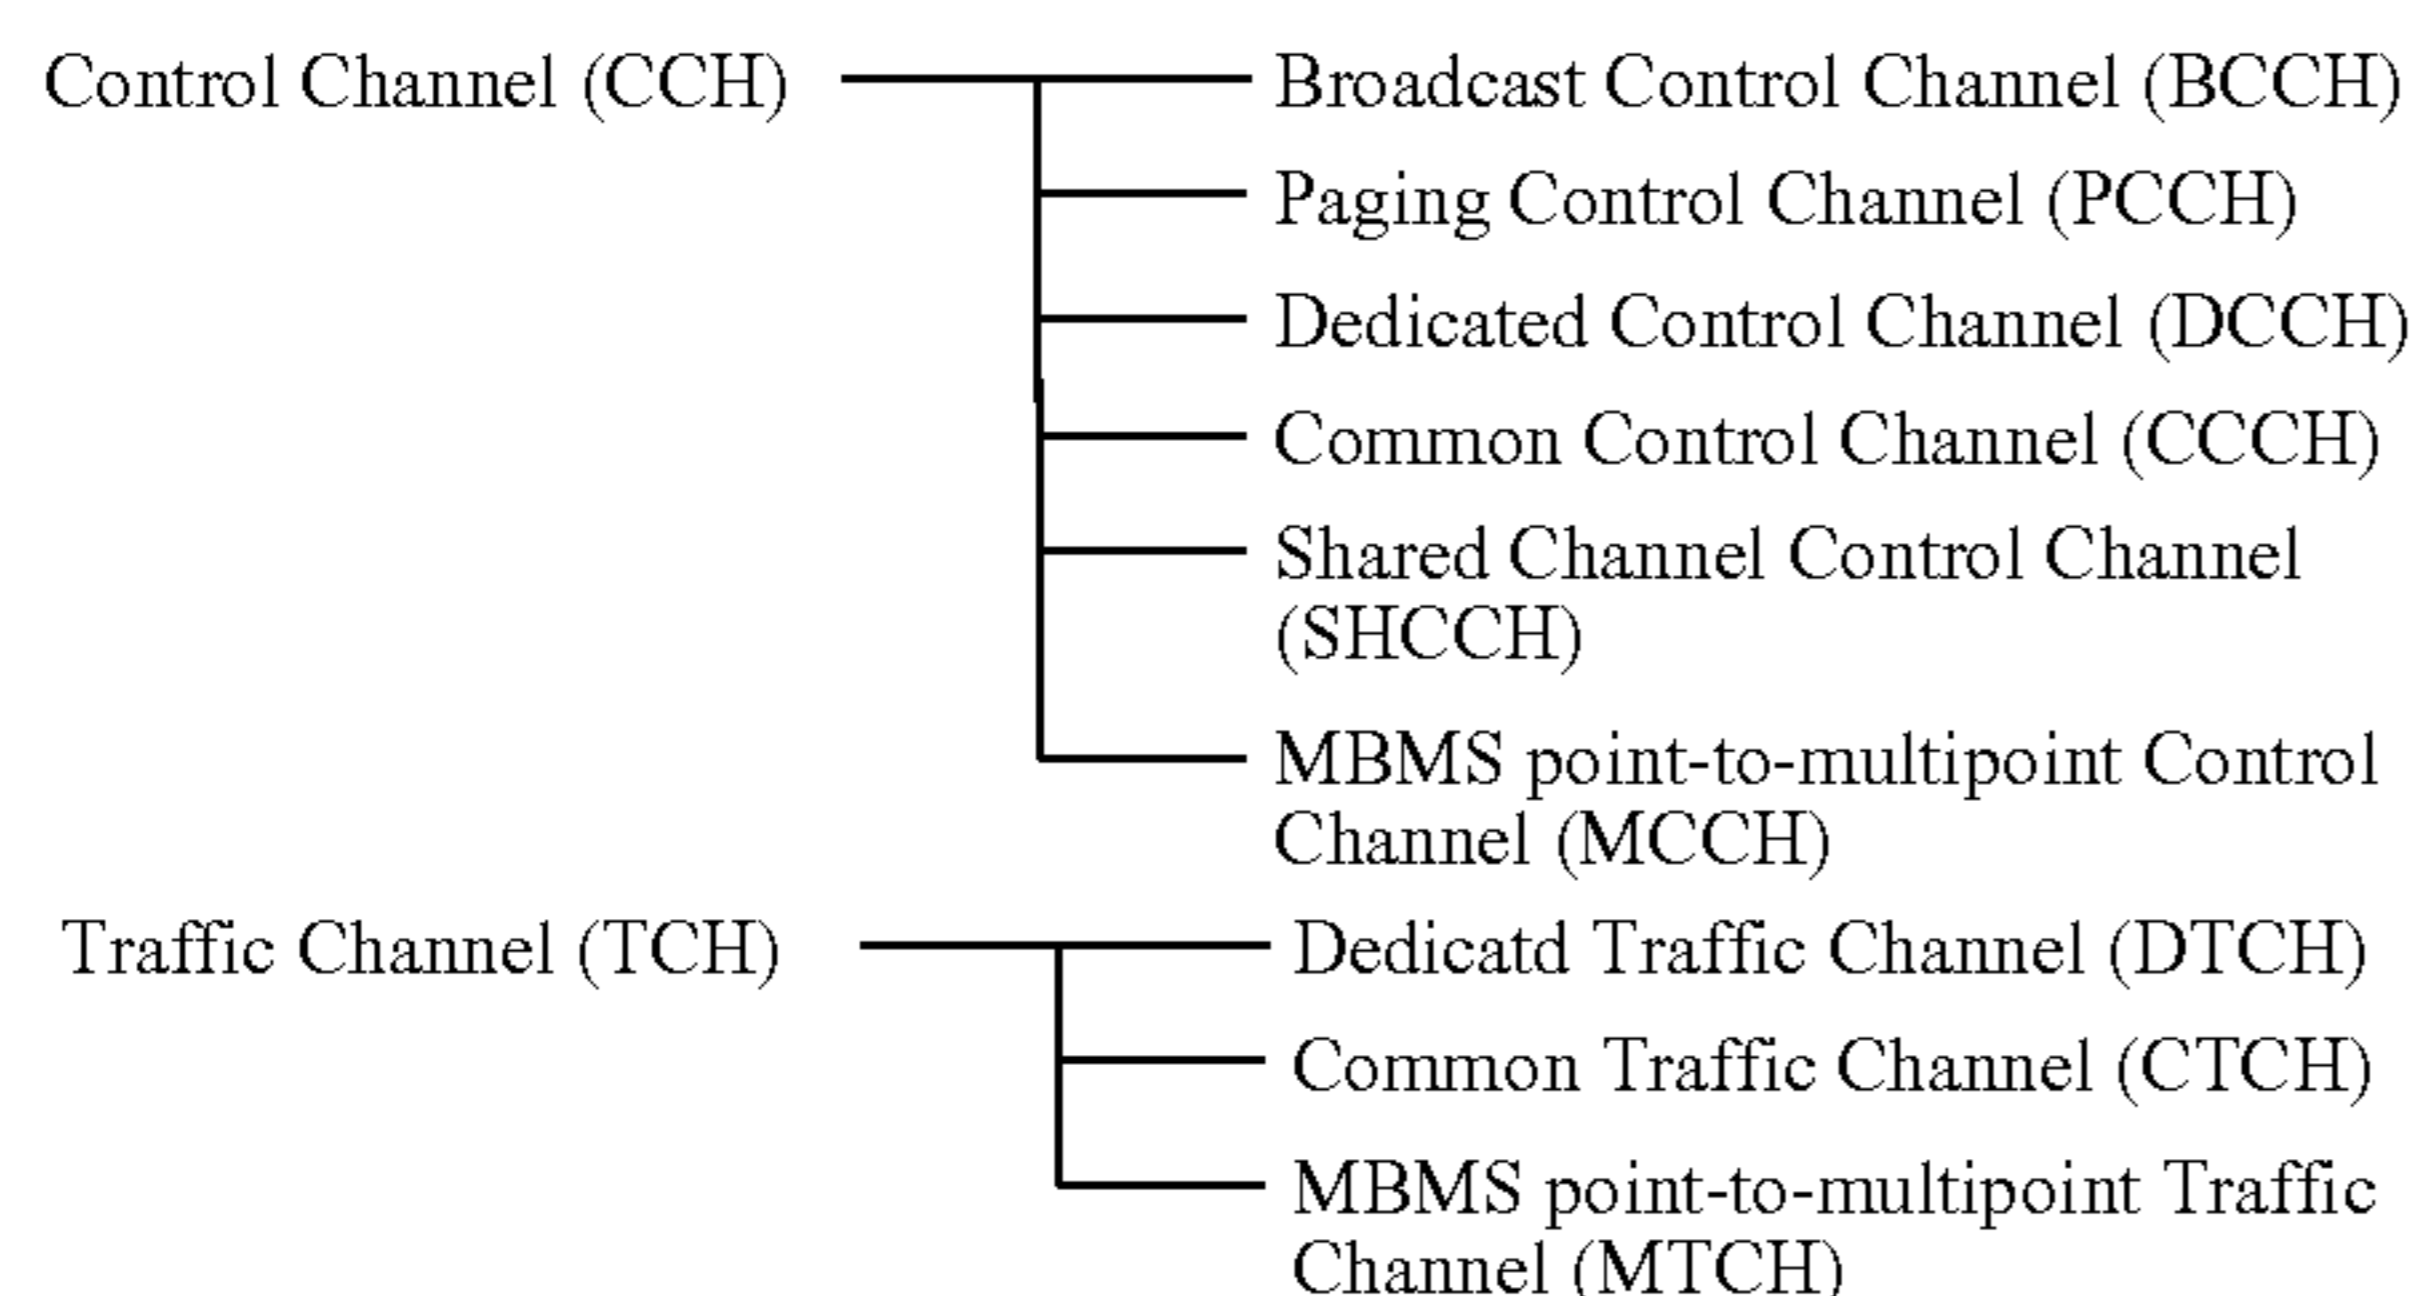 Control Channel (CCH)
Broadcast Control Channel (BCCH)
Paging Control Channel (PCCH)
Dedicated Control Channel (DCCH)
Common Control Channel (CCCH)
Shared Channel Control Channel
(SHCCH)
MBMS point-to-multipoint Control
Channel (MCCH)
Traffic Channel (TCH)
Dedicatd Traffic Channel (DTCH)
Common Traffic Channel (CTCH)
MBMS point-to-multipoint Traffic
Channel (MTCH)